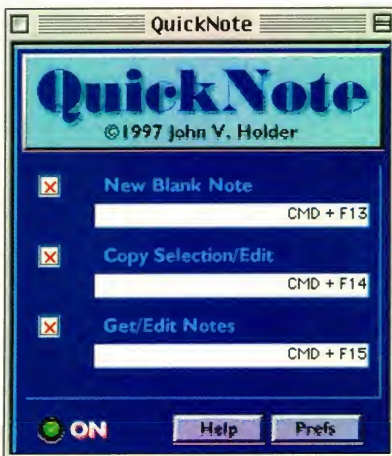 QuickNote
QuickNote
©1997 John V. Holder
New Blank Note
CMD + F13
Copy Selection/Edit
CMD + F14
Get/Edit Notes
CMD + F15
ON
Help
Prefs